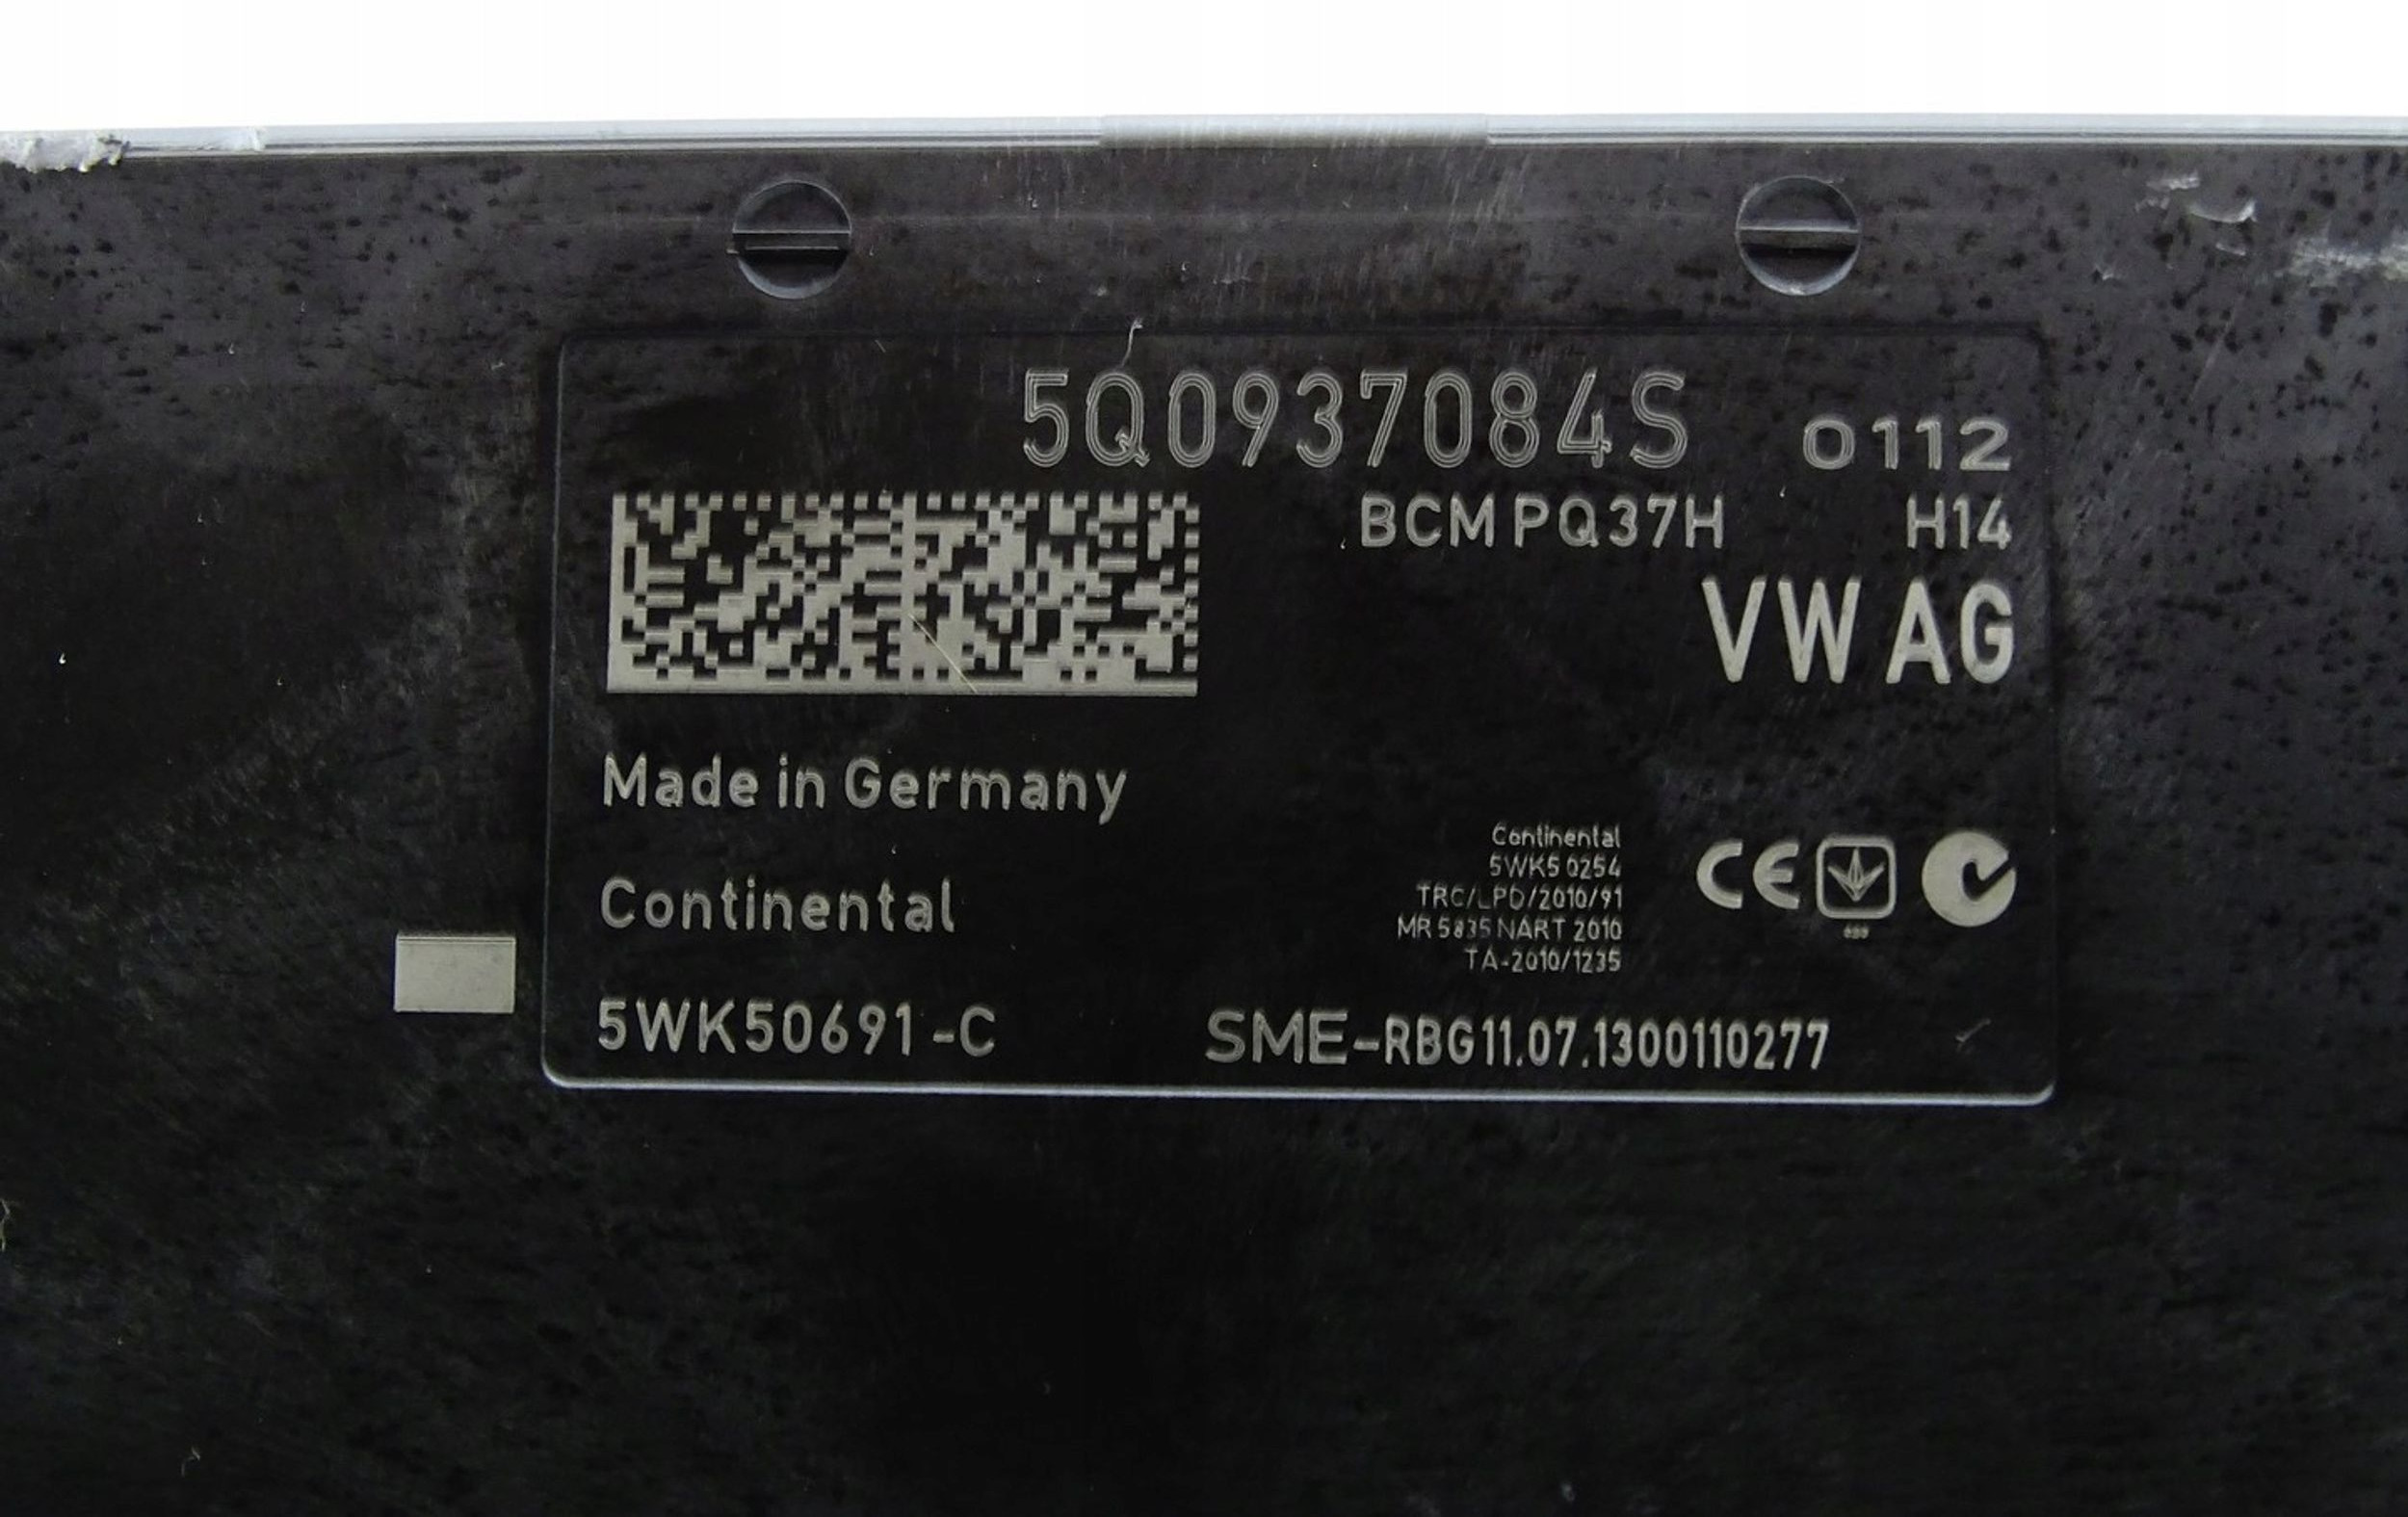 5Q0937084S 0112
BCM PQ37H H14
VW AG
Made in Germany
Continental
5WK5 0254
TRC/LPD/2010/91
MR 5835 NART 2010
TA-2010/1235
CE
Continental
5WK50691-C
SME-RBG11.07.1300110277